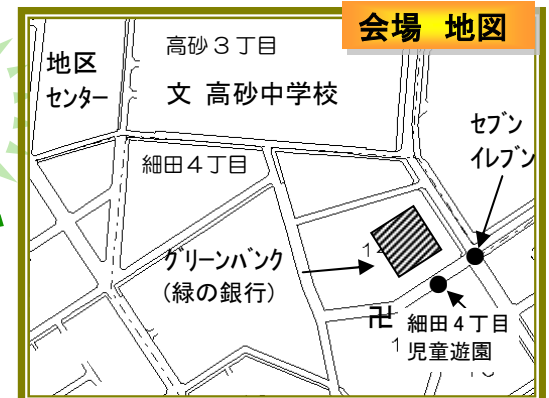 会場 地図
高砂3丁目
地区
センター
文 高砂中学校
セブン
イレブン
細田4丁目
グリーンバンク
(緑の銀行)
卍
細田4丁目
児童遊園